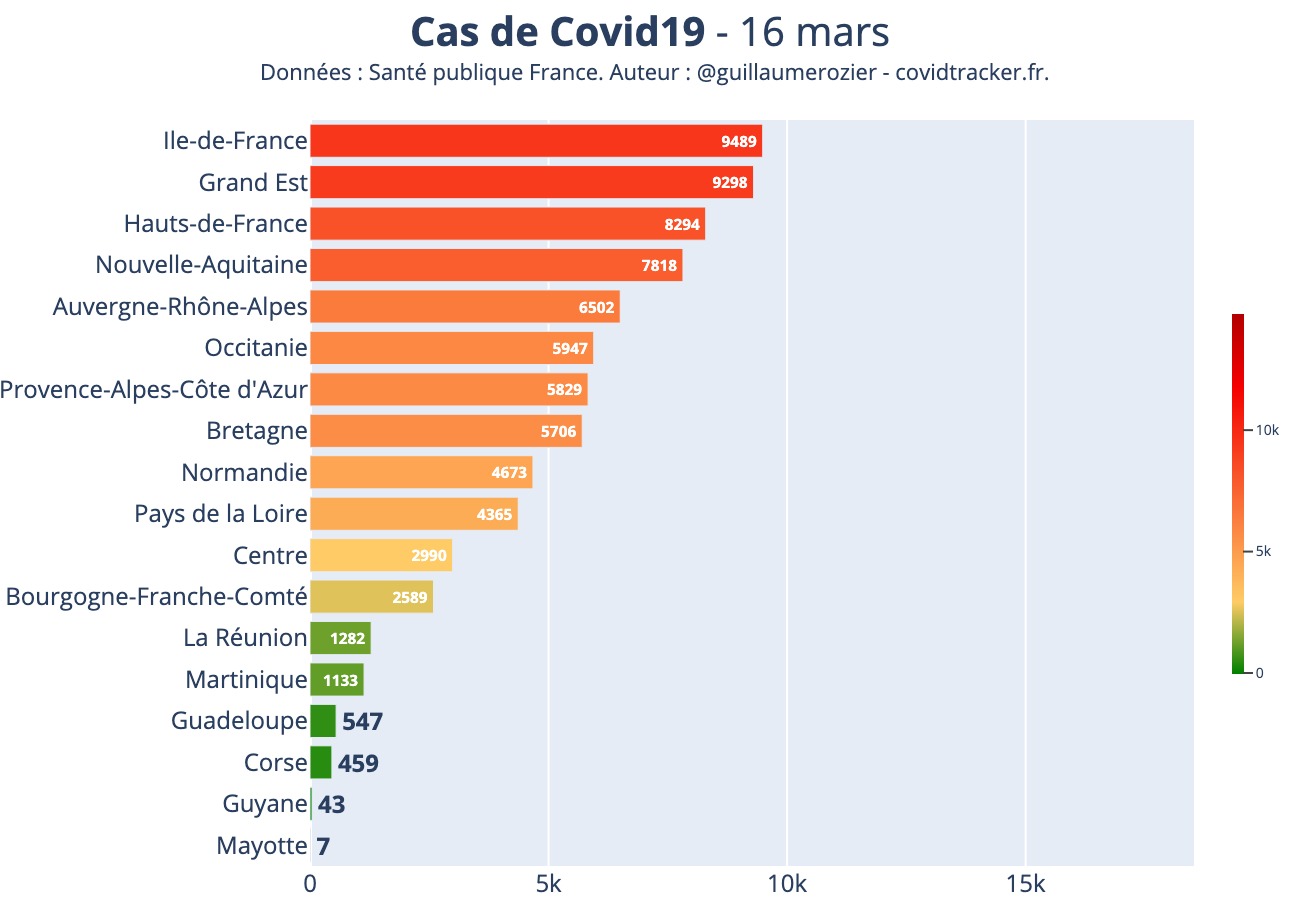 Cas de Covid19 - 16 mars
Données : Santé publique France. Auteur : @guillaumerozier - covidtracker.fr.
Ile-de-France 9489
Grand Est 9298
Hauts-de-France 8294
Nouvelle-Aquitaine 7818
Auvergne-Rhône-Alpes 6502
Occitanie 5947
Provence-Alpes-Côte d'Azur 5829
Bretagne 5706
Normandie 4673
Pays de la Loire 4365
Centre 2990
Bourgogne-Franche-Comté 2589
La Réunion 1282
Martinique 1133
Guadeloupe 547
Corse 459
Guyane 43
Mayotte 7
0 5k 10k 15k
10k
5k
0